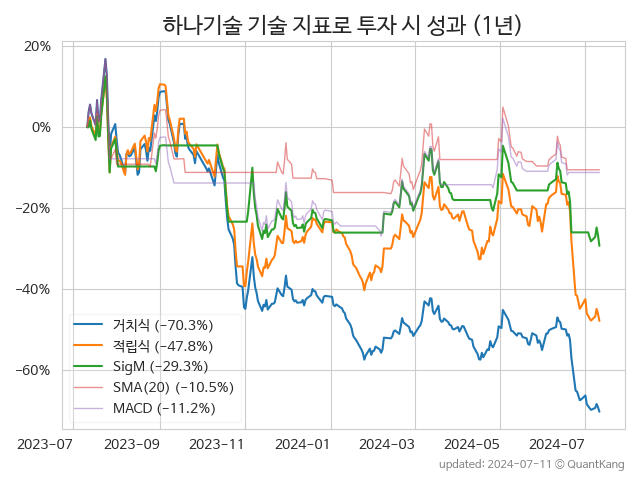 하나기술 기술 지표로 투자 시 성과 (1년)
20%
0%
−20%
−40%
−60%
거치식 (−70.3%)
적립식 (−47.8%)
SigM (−29.3%)
SMA(20) (−10.5%)
MACD (−11.2%)
2023-07 2023-09 2023-11 2024-01 2024-03 2024-05 2024-07
updated: 2024-07-11 © QuantKang